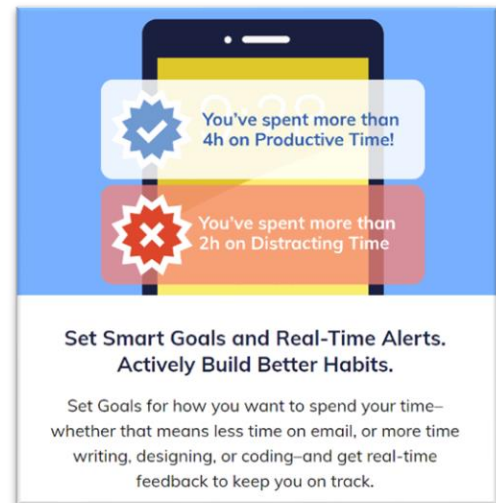 You've spent more than
4h on Productive Time!
You've spent more than
2h on Distracting Time
Set Smart Goals and Real-Time Alerts.
Actively Build Better Habits.
Set Goals for how you want to spend your time–
whether that means less time on email, or more time
writing, designing, or coding–and get real-time
feedback to keep you on track.